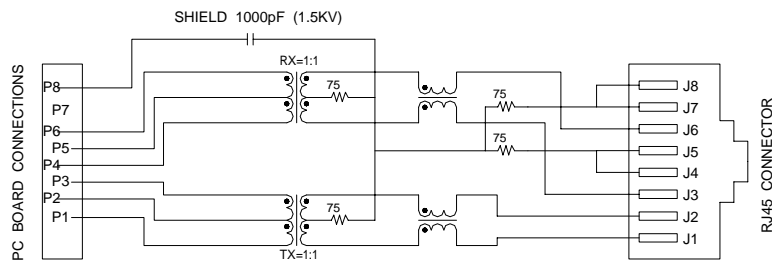 SHIELD 1000pF (1.5KV)
PC BOARD CONNECTIONS
P8
P7
P6
P5
P4
P3
P2
P1
RX=1:1
75
75
75
75
TX=1:1
J8
J7
J6
J5
J4
J3
J2
J1
RJ45 CONNECTOR